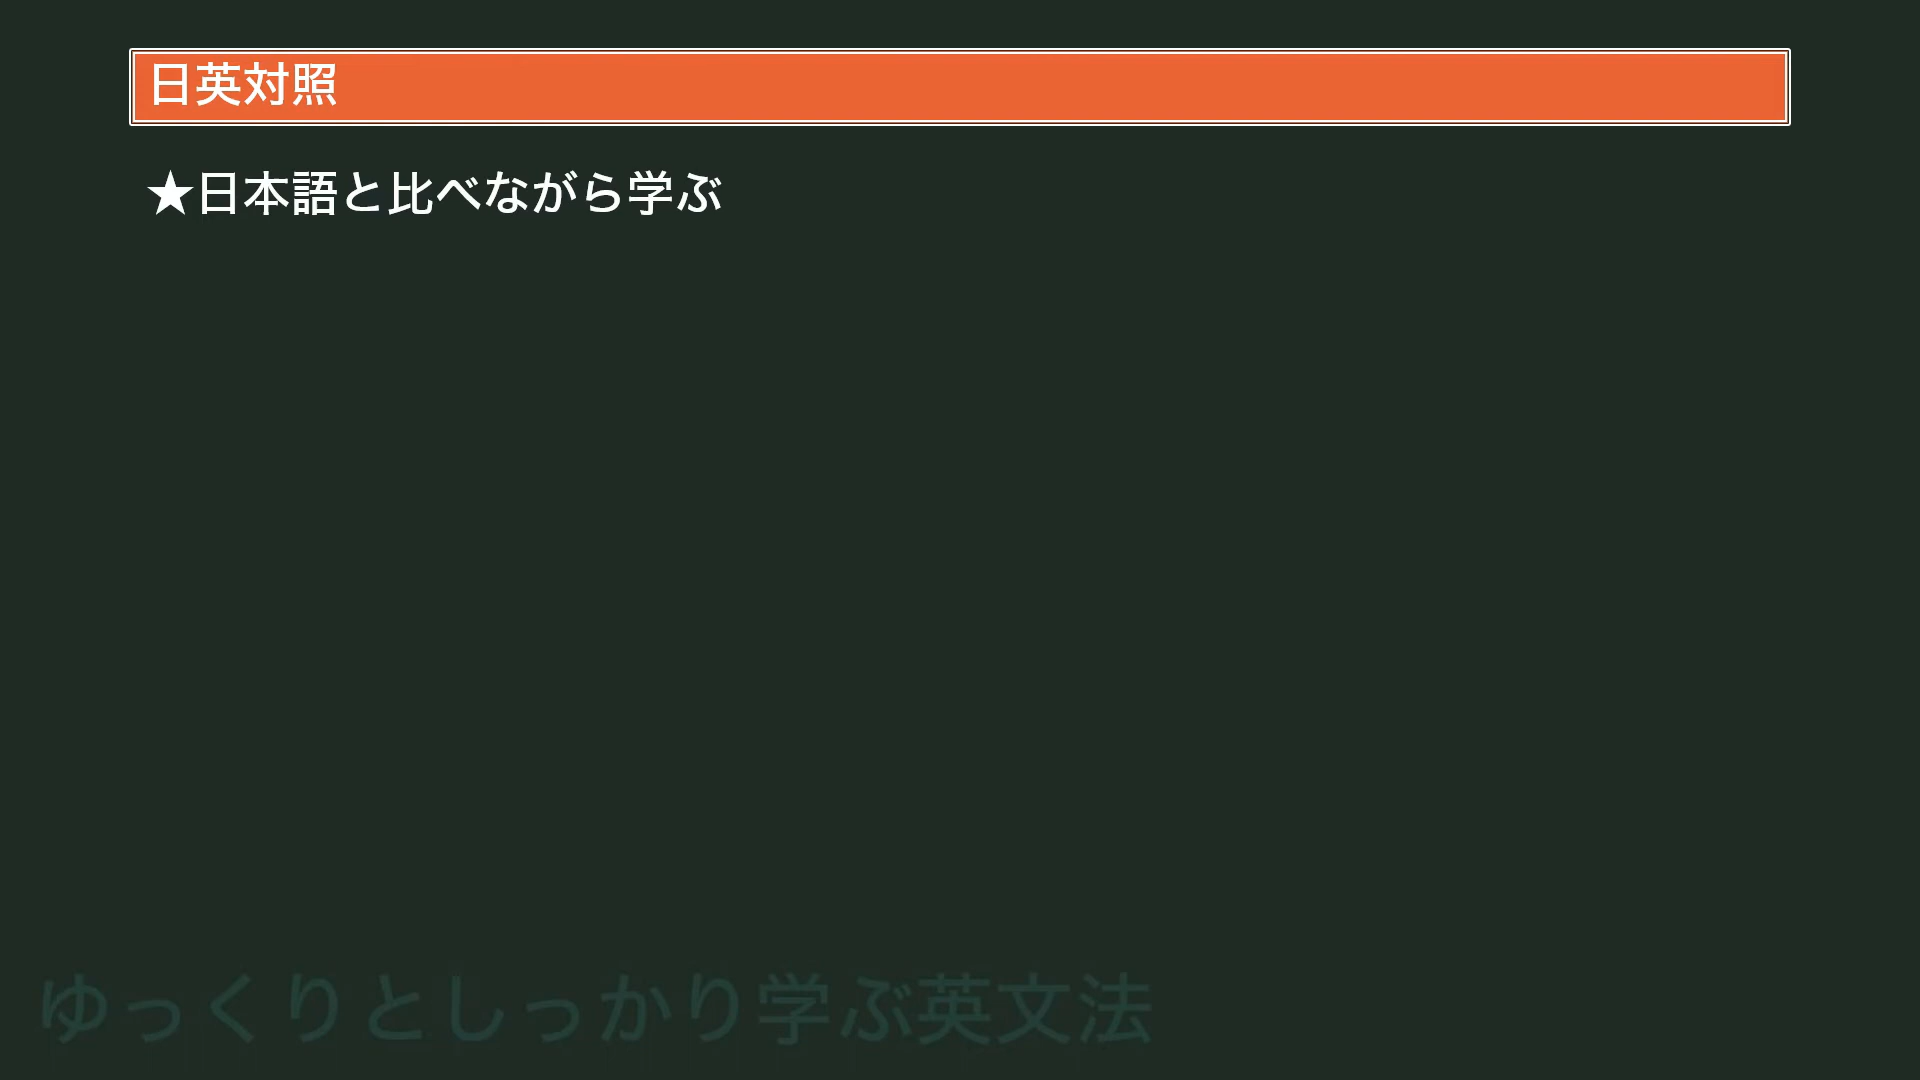 日英対照
★日本語と比べながら学ぶ
ゆっくりとしっかり学ぶ英文法